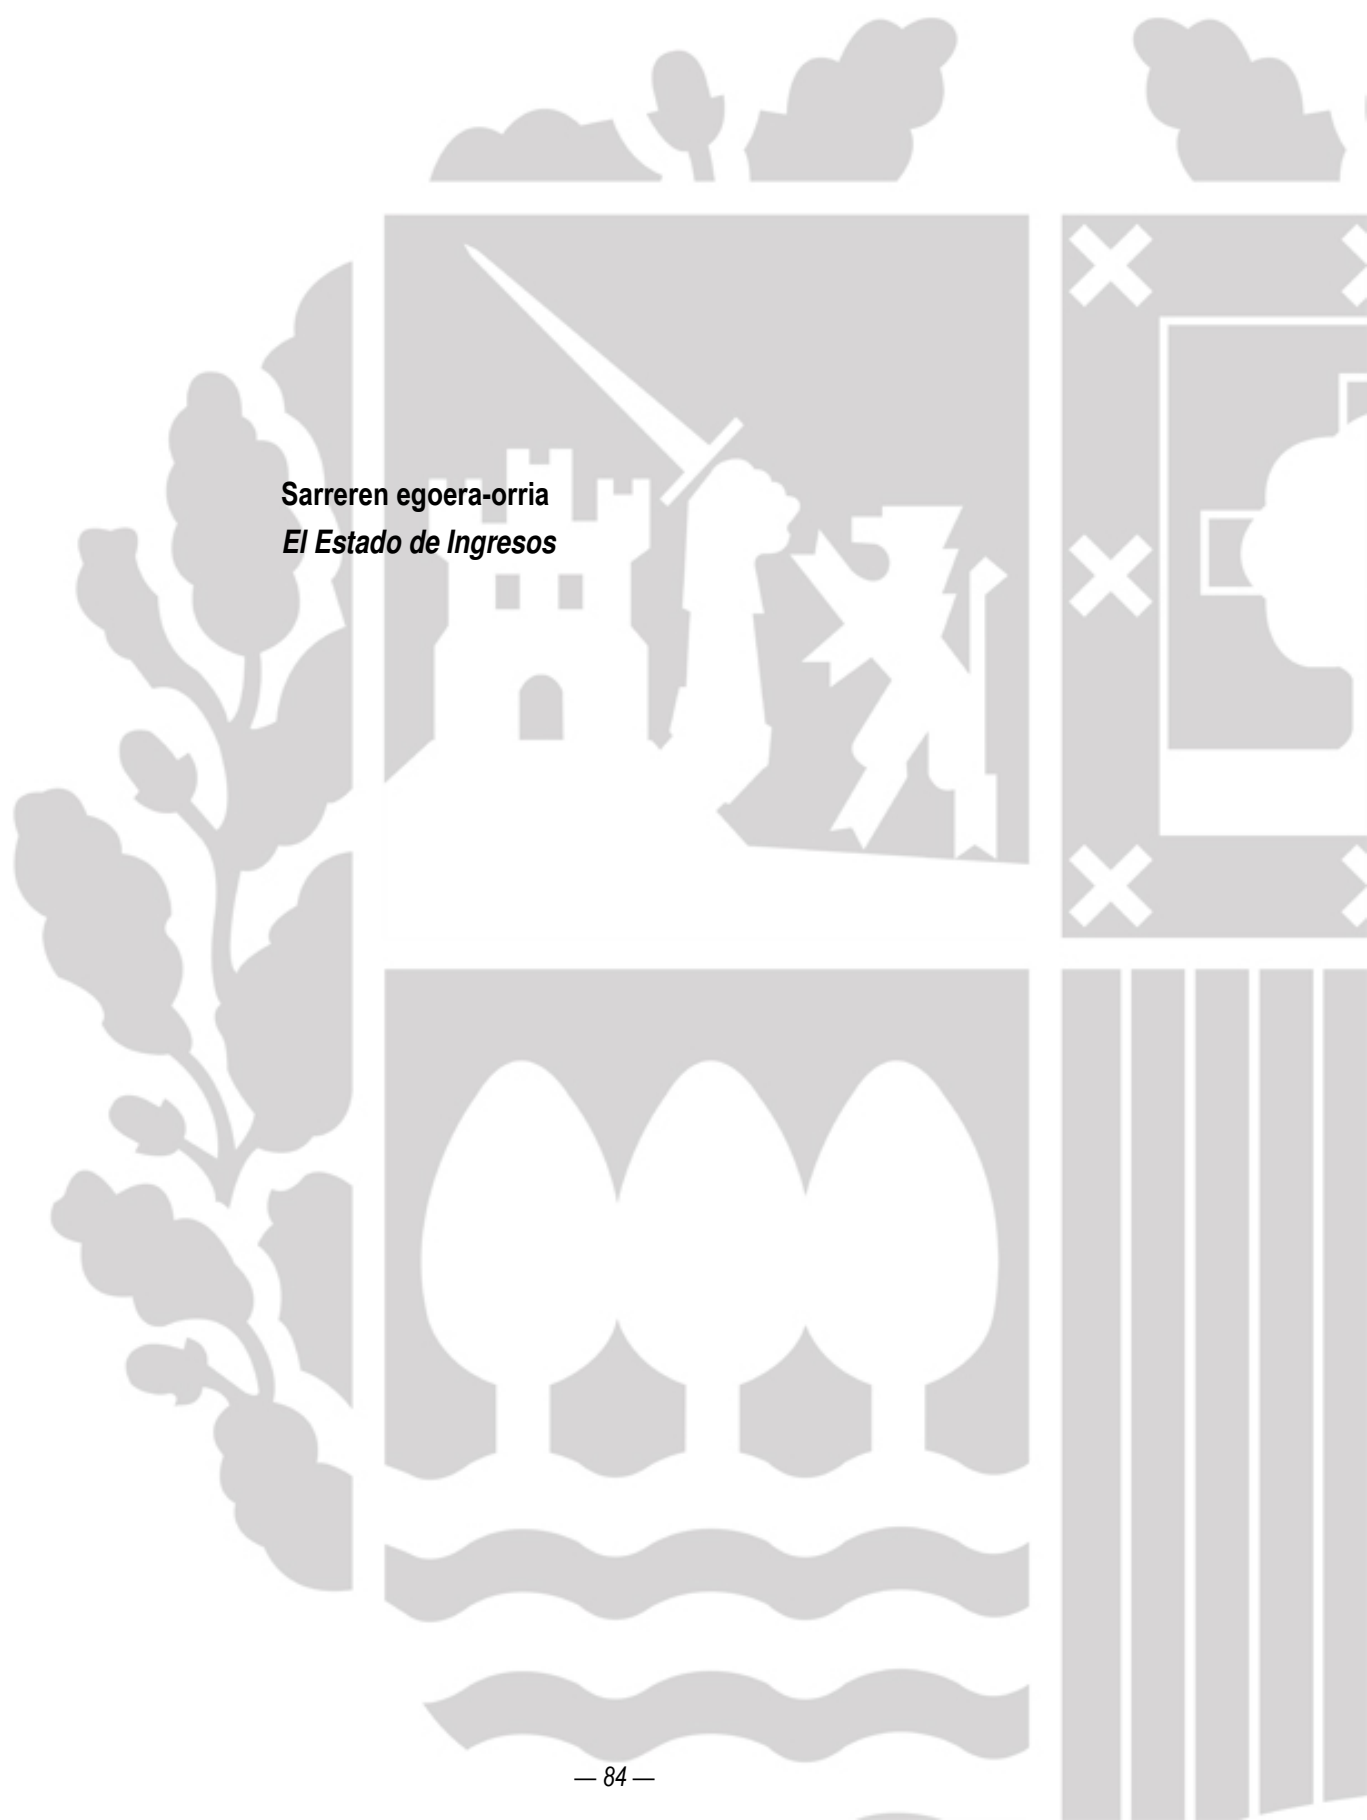 Sarreren egoera-orria
El Estado de Ingresos
— 84 —